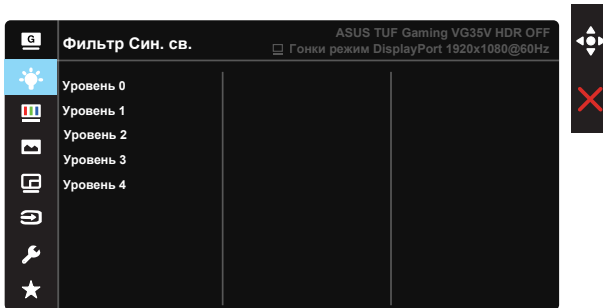 G
Фильтр Син. св.
ASUS TUF Gaming VG35V HDR OFF
Гонки режим DisplayPort 1920x1080@60Hz
Уровень 0
Уровень 1
Уровень 2
Уровень 3
Уровень 4